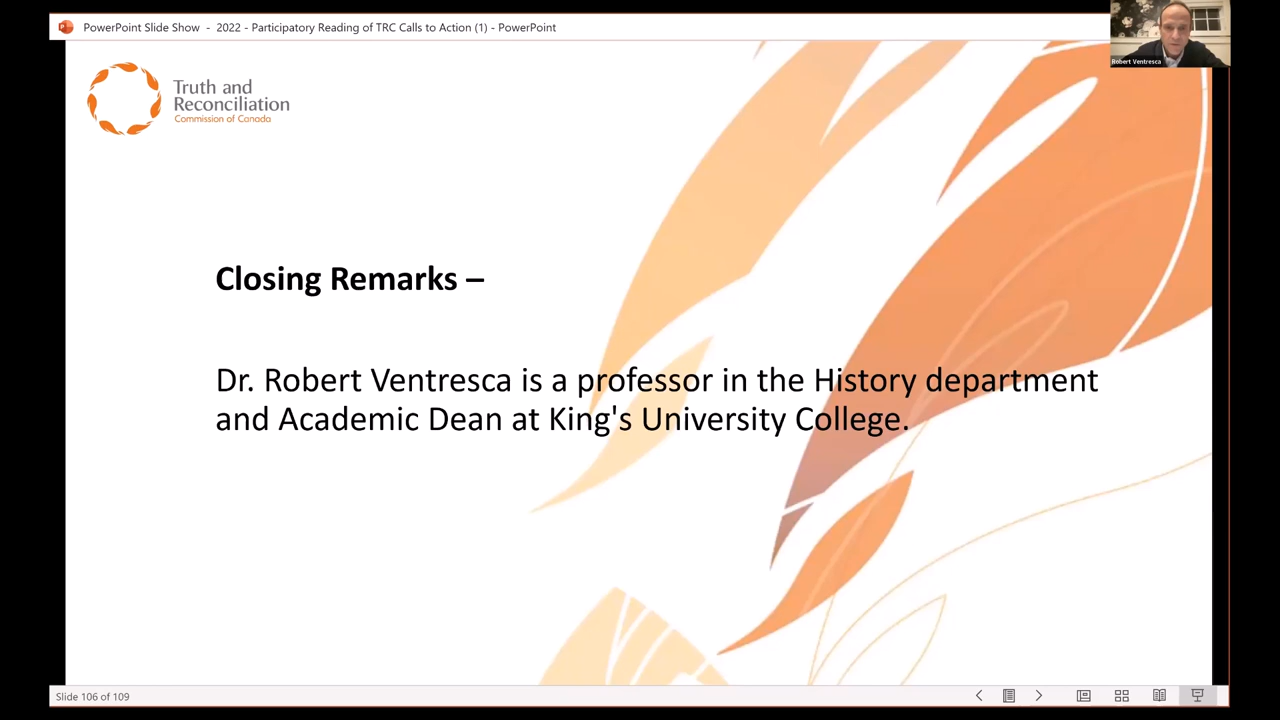 PowerPoint Slide Show - 2022 - Participatory Reading of TRC Calls to Action (1) - PowerPoint
Robert Ventresca
Truth and
Reconciliation
Commission of Canada
Closing Remarks –
Dr. Robert Ventresca is a professor in the History department
and Academic Dean at King's University College.
Slide 106 of 109